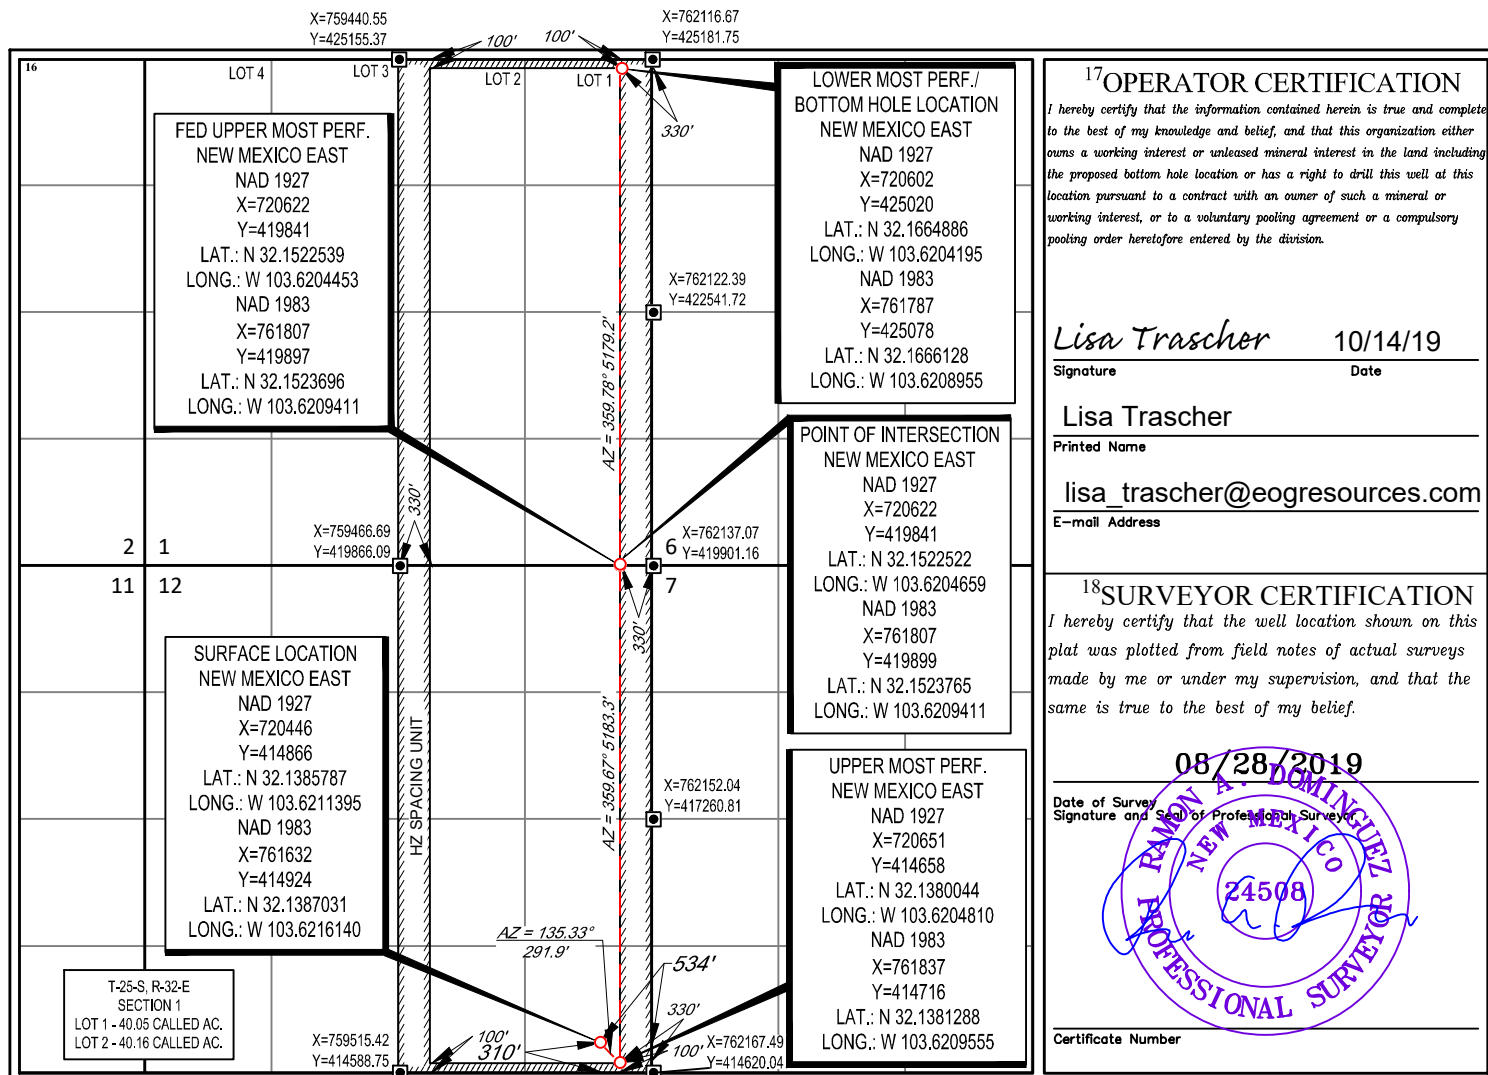 X=759440.55
Y=425155.37
X=762116.67
Y=425181.75
100'
100'
16
LOT 4
LOT 3
LOT 2
LOT 1
330'
FED UPPER MOST PERF.
NEW MEXICO EAST
NAD 1927
X=720622
Y=419841
LAT.: N 32.1522539
LONG.: W 103.6204453
NAD 1983
X=761807
Y=419897
LAT.: N 32.1523696
LONG.: W 103.6209411
LOWER MOST PERF./
BOTTOM HOLE LOCATION
NEW MEXICO EAST
NAD 1927
X=720602
Y=425020
LAT.: N 32.1664886
LONG.: W 103.6204195
NAD 1983
X=761787
Y=425078
LAT.: N 32.1666128
LONG.: W 103.6208955
X=762122.39
Y=422541.72
AZ = 359.78° 5179.2'
330'
X=759466.69
Y=419866.09
X=762137.07
Y=419901.16
2
1
6
11
12
7
330'
POINT OF INTERSECTION
NEW MEXICO EAST
NAD 1927
X=720622
Y=419841
LAT.: N 32.1522522
LONG.: W 103.6204659
NAD 1983
X=761807
Y=419899
LAT.: N 32.1523765
LONG.: W 103.6209411
SURFACE LOCATION
NEW MEXICO EAST
NAD 1927
X=720446
Y=414866
LAT.: N 32.1385787
LONG.: W 103.6211395
NAD 1983
X=761632
Y=414924
LAT.: N 32.1387031
LONG.: W 103.6216140
HZ SPACING UNIT
AZ = 359.67° 5183.3'
X=762152.04
Y=417260.81
UPPER MOST PERF.
NEW MEXICO EAST
NAD 1927
X=720651
Y=414658
LAT.: N 32.1380044
LONG.: W 103.6204810
NAD 1983
X=761837
Y=414716
LAT.: N 32.1381288
LONG.: W 103.6209555
AZ = 135.33°
291.9'
534'
330'
T-25-S, R-32-E
SECTION 1
LOT 1 - 40.05 CALLED AC.
LOT 2 - 40.16 CALLED AC.
X=759515.42
Y=414588.75
100'
310'
100'
X=762167.49
Y=414620.04
17 OPERATOR CERTIFICATION
I hereby certify that the information contained herein is true and complete
to the best of my knowledge and belief, and that this organization either
owns a working interest or unleased mineral interest in the land including
the proposed bottom hole location or has a right to drill this well at this
location pursuant to a contract with an owner of such a mineral or
working interest, or to a voluntary pooling agreement or a compulsory
pooling order heretofore entered by the division.
Lisa Trascher 10/14/19
Signature Date
Lisa Trascher
Printed Name
lisa_trascher@eogresources.com
E-mail Address
18 SURVEYOR CERTIFICATION
I hereby certify that the well location shown on this
plat was plotted from field notes of actual surveys
made by me or under my supervision, and that the
same is true to the best of my belief.
08/28/2019
Date of Survey
Signature and Seal of Professional Surveyor
RAMON A. DOMINGUEZ
NEW MEXICO
24508
PROFESSIONAL SURVEYOR
Certificate Number